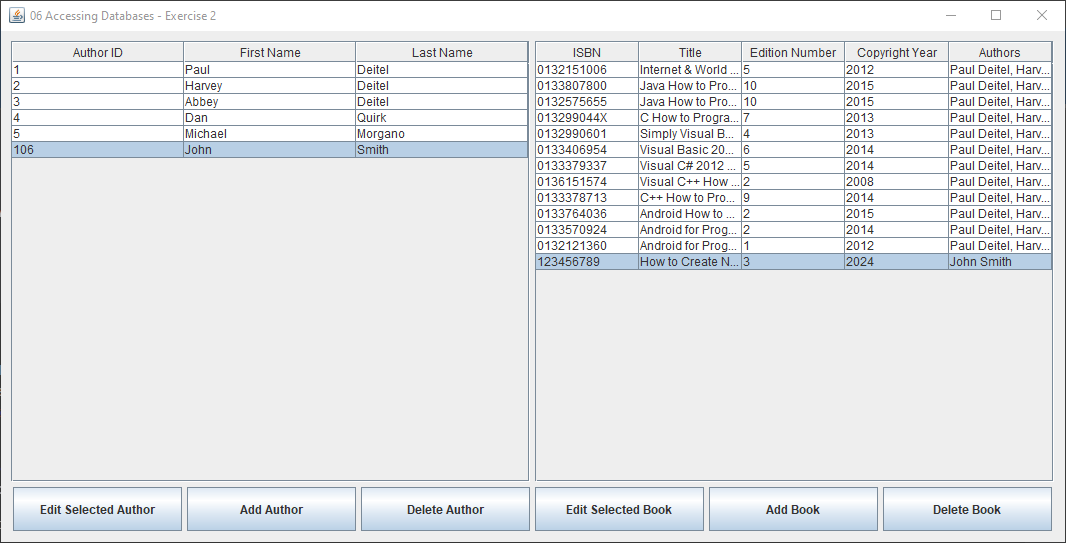 06 Accessing Databases - Exercise 2
Author ID First Name Last Name
1 Paul Deitel
2 Harvey Deitel
3 Abbey Deitel
4 Dan Quirk
5 Michael Morgano
106 John Smith
ISBN Title Edition Number Copyright Year Authors
0132151006 Internet & World ... 5 2012 Paul Deitel, Harv...
0133807800 Java How to Pro... 10 2015 Paul Deitel, Harv...
0132575655 Java How to Pro... 10 2015 Paul Deitel, Harv...
013299044X C How to Progra... 7 2013 Paul Deitel, Harv...
0132990601 Simply Visual B... 4 2013 Paul Deitel, Harv...
0133406954 Visual Basic 20... 6 2014 Paul Deitel, Harv...
0133379337 Visual C# 2012 ... 5 2014 Paul Deitel, Harv...
0136151574 Visual C++ How ... 2 2008 Paul Deitel, Harv...
0133378713 C++ How to Pro... 9 2014 Paul Deitel, Harv...
0133764036 Android How to ... 2 2015 Paul Deitel, Harv...
0133570924 Android for Prog... 2 2014 Paul Deitel, Harv...
0132121360 Android for Prog... 1 2012 Paul Deitel, Harv...
123456789 How to Create N... 3 2024 John Smith
Edit Selected Author Add Author Delete Author Edit Selected Book Add Book Delete Book